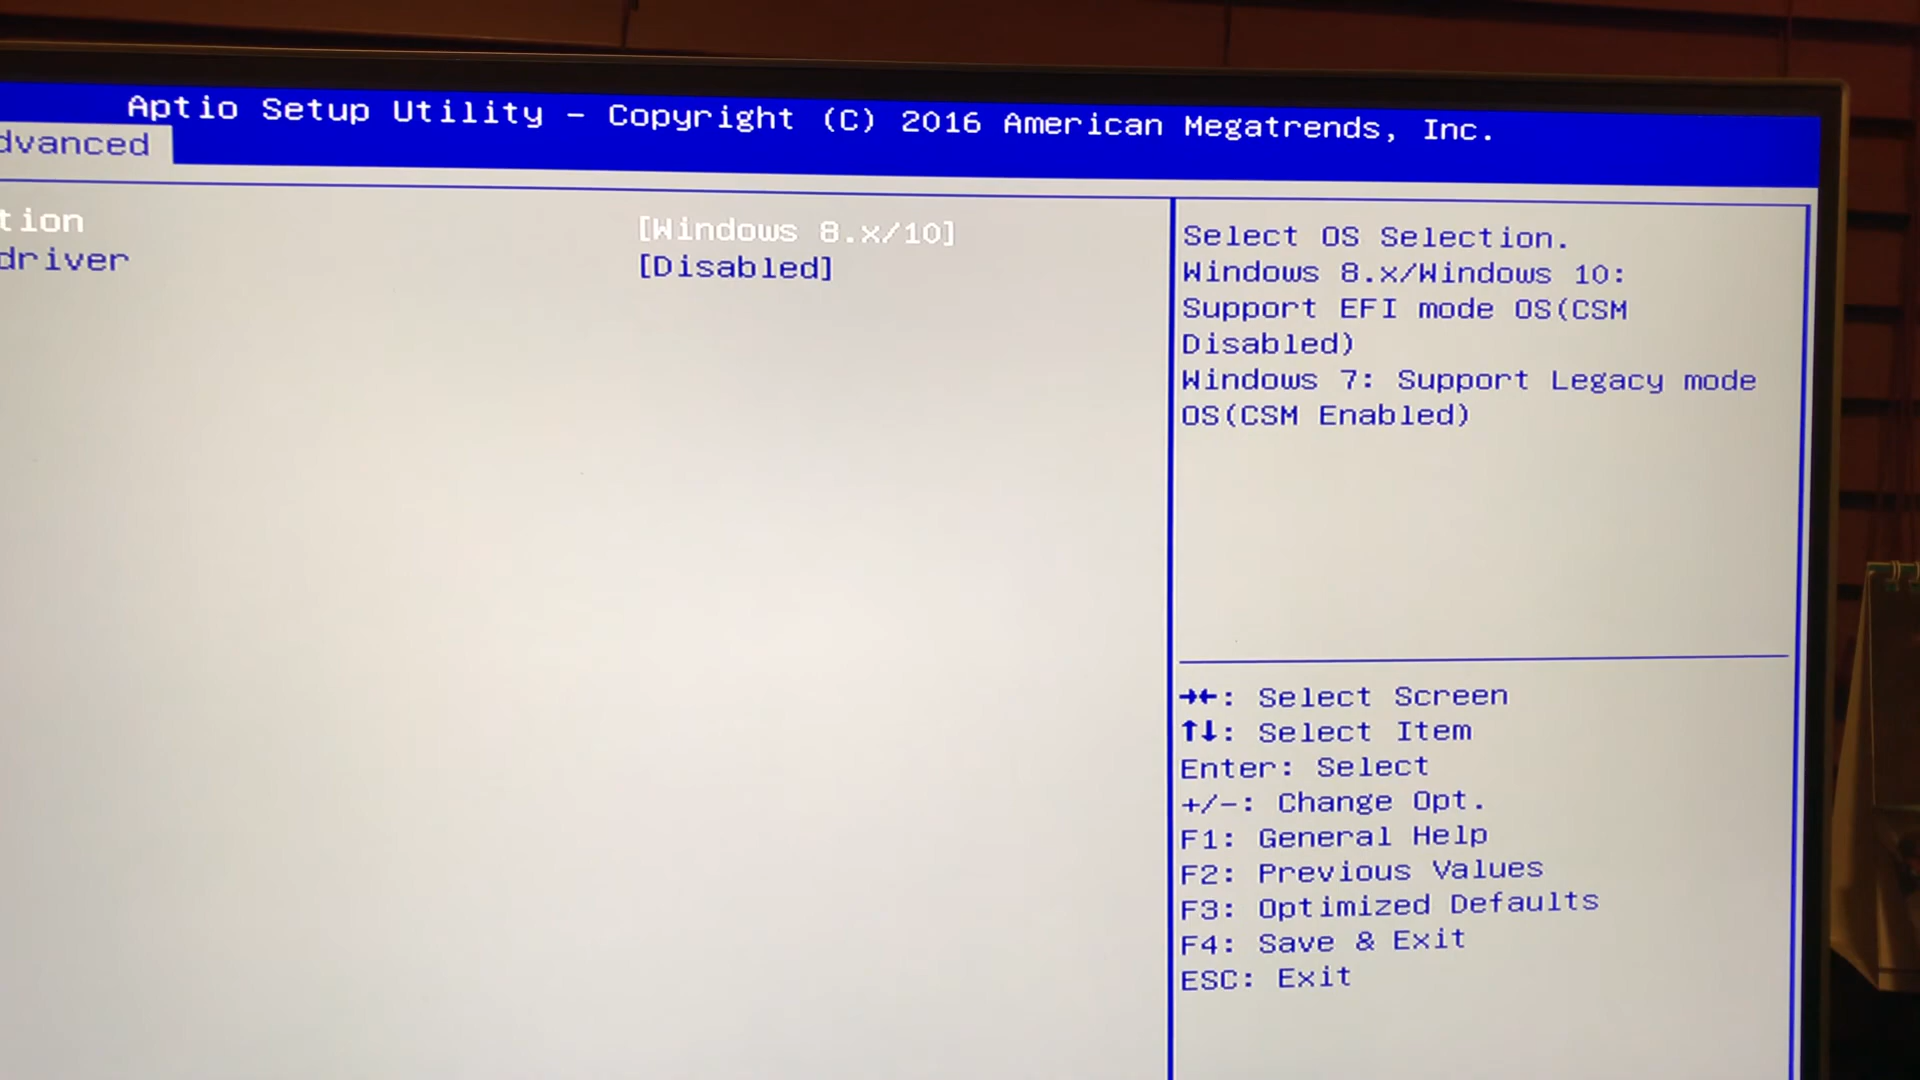 Aptio Setup Utility – Copyright (C) 2016 American Megatrends, Inc.
dvanced
tion [Windows 8.x/10]
driver [Disabled]
Select OS Selection.
Windows 8.x/Windows 10:
Support EFI mode OS(CSM
Disabled)
Windows 7: Support Legacy mode
OS(CSM Enabled)
→←: Select Screen
↑↓: Select Item
Enter: Select
+/-: Change Opt.
F1: General Help
F2: Previous Values
F3: Optimized Defaults
F4: Save & Exit
ESC: Exit